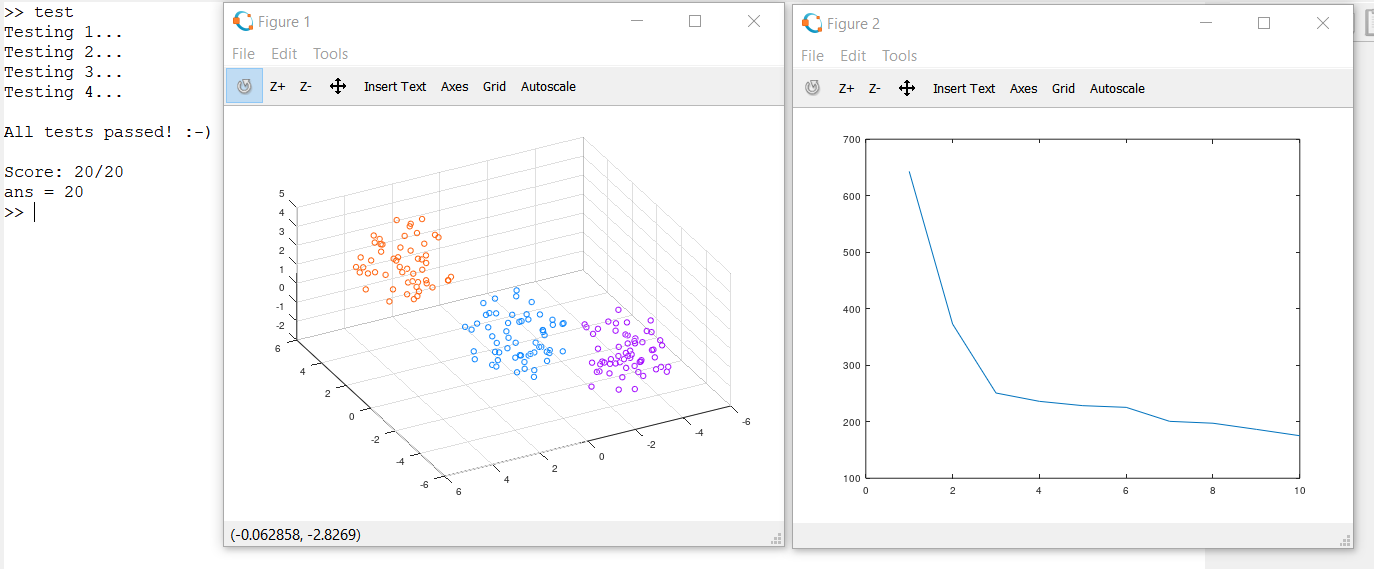 >> test
Testing 1...
Testing 2...
Testing 3...
Testing 4...
All tests passed! :-)
Score: 20/20
ans = 20
>>
Figure 1
File Edit Tools
Z+ Z- Insert Text Axes Grid Autoscale
5
4
3
2
1
0
-1
-2
6
4
2
0
-2
-4
-6
6
4
2
0
-2
-4
-6
(-0.062858, -2.8269)
Figure 2
File Edit Tools
Z+ Z- Insert Text Axes Grid Autoscale
700
600
500
400
300
200
100
0 2 4 6 8 10